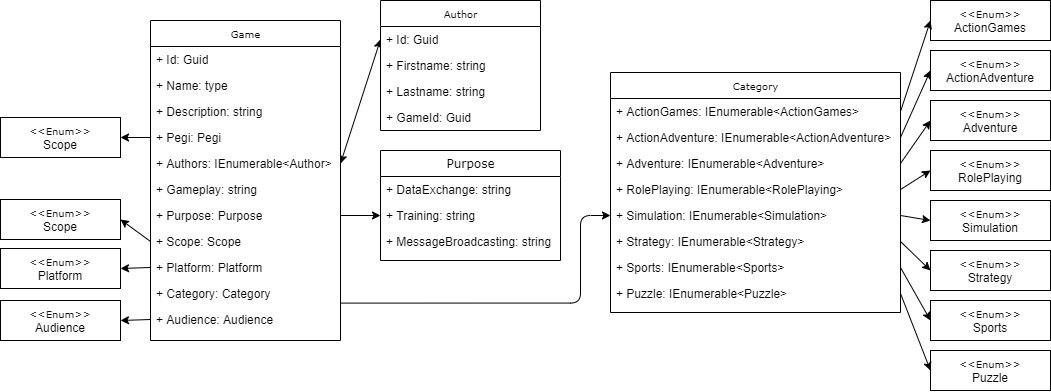 Game
+ Id: Guid
+ Name: type
+ Description: string
+ Pegi: Pegi
+ Authors: IEnumerable<Author>
+ Gameplay: string
+ Purpose: Purpose
+ Scope: Scope
+ Platform: Platform
+ Category: Category
+ Audience: Audience
<<Enum>>
Scope
<<Enum>>
Scope
<<Enum>>
Platform
<<Enum>>
Audience
Author
+ Id: Guid
+ Firstname: string
+ Lastname: string
+ GameId: Guid
Purpose
+ DataExchange: string
+ Training: string
+ MessageBroadcasting: string
Category
+ ActionGames: IEnumerable<ActionGames>
+ ActionAdventure: IEnumerable<ActionAdventure>
+ Adventure: IEnumerable<Adventure>
+ RolePlaying: IEnumerable<RolePlaying>
+ Simulation: IEnumerable<Simulation>
+ Strategy: IEnumerable<Strategy>
+ Sports: IEnumerable<Sports>
+ Puzzle: IEnumerable<Puzzle>
<<Enum>>
ActionGames
<<Enum>>
ActionAdventure
<<Enum>>
Adventure
<<Enum>>
RolePlaying
<<Enum>>
Simulation
<<Enum>>
Strategy
<<Enum>>
Sports
<<Enum>>
Puzzle